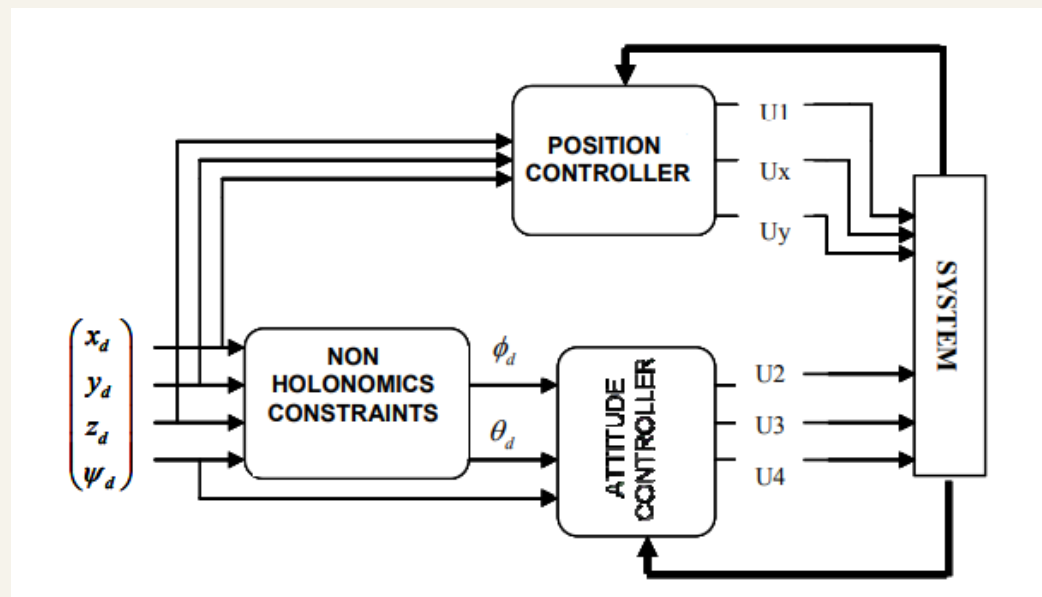 POSITION
CONTROLLER
U1
Ux
Uy
SYSTEM
x_d
y_d
z_d
ψ_d
NON
HOLONOMICS
CONSTRAINTS
ϕ_d
θ_d
ATTITUDE
CONTROLLER
U2
U3
U4